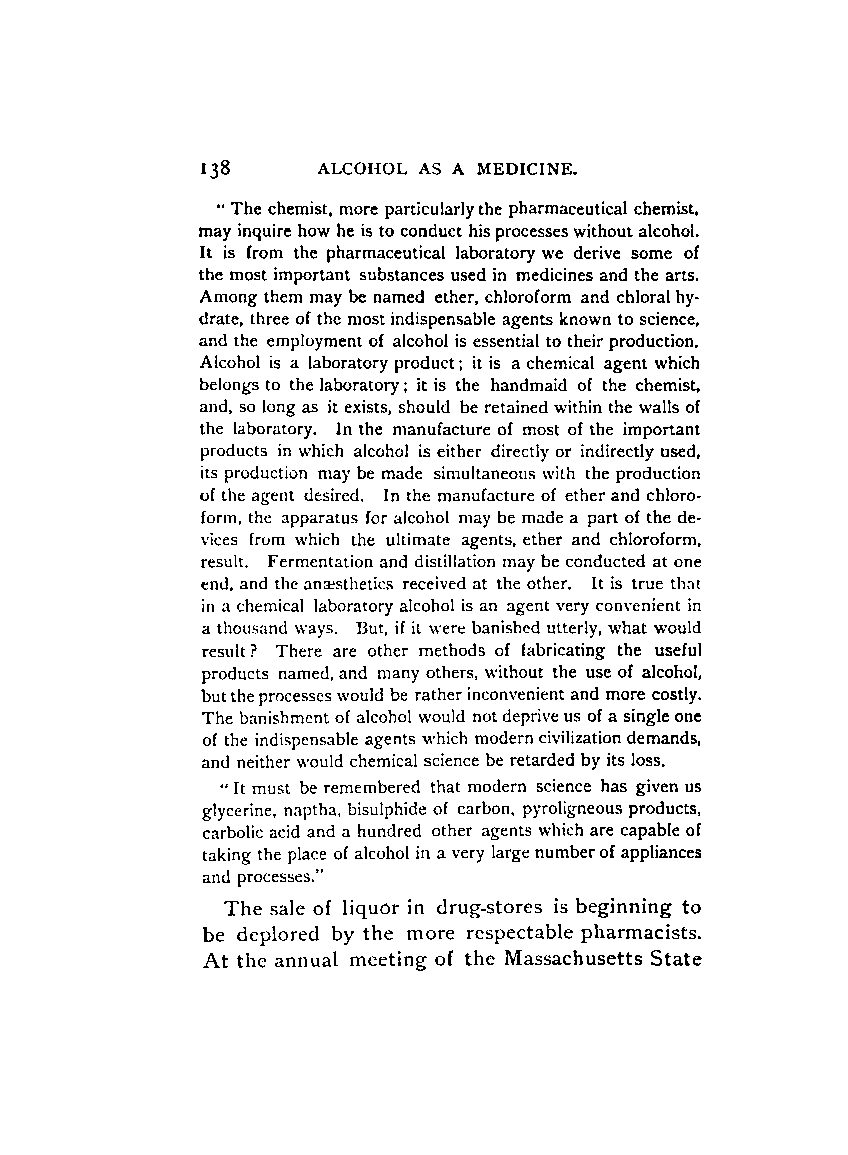 138 ALCOHOL AS A MEDICINE.
" The chemist, more particularly the pharmaceutical chemist,
may inquire how he is to conduct his processes without alcohol.
It is from the pharmaceutical laboratory we derive some of
the most important substances used in medicines and the arts.
Among them may be named ether, chloroform and chloral hy-
drate, three of the most indispensable agents known to science,
and the employment of alcohol is essential to their production.
Alcohol is a laboratory product; it is a chemical agent which
belongs to the laboratory; it is the handmaid of the chemist,
and, so long as it exists, should be retained within the walls of
the laboratory. In the manufacture of most of the important
products in which alcohol is either directly or indirectly used,
its production may be made simultaneous with the production
of the agent desired. In the manufacture of ether and chloro-
form, the apparatus for alcohol may be made a part of the de-
vices from which the ultimate agents, ether and chloroform,
result. Fermentation and distillation may be conducted at one
end, and the anæsthetics received at the other. It is true that
in a chemical laboratory alcohol is an agent very convenient in
a thousand ways. But, if it were banished utterly, what would
result? There are other methods of fabricating the useful
products named, and many others, without the use of alcohol,
but the processes would be rather inconvenient and more costly.
The banishment of alcohol would not deprive us of a single one
of the indispensable agents which modern civilization demands,
and neither would chemical science be retarded by its loss.
" It must be remembered that modern science has given us
glycerine, naptha, bisulphide of carbon, pyroligneous products,
carbolic acid and a hundred other agents which are capable of
taking the place of alcohol in a very large number of appliances
and processes."
The sale of liquor in drug-stores is beginning to
be deplored by the more respectable pharmacists.
At the annual meeting of the Massachusetts State